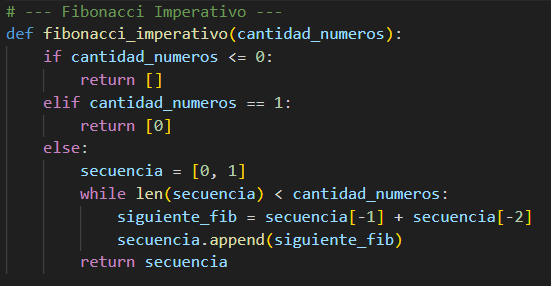 # --- Fibonacci Imperativo ---
def fibonacci_imperativo(cantidad_numeros):
    if cantidad_numeros <= 0:
        return []
    elif cantidad_numeros == 1:
        return [0]
    else:
        secuencia = [0, 1]
        while len(secuencia) < cantidad_numeros:
            siguiente_fib = secuencia[-1] + secuencia[-2]
            secuencia.append(siguiente_fib)
        return secuencia